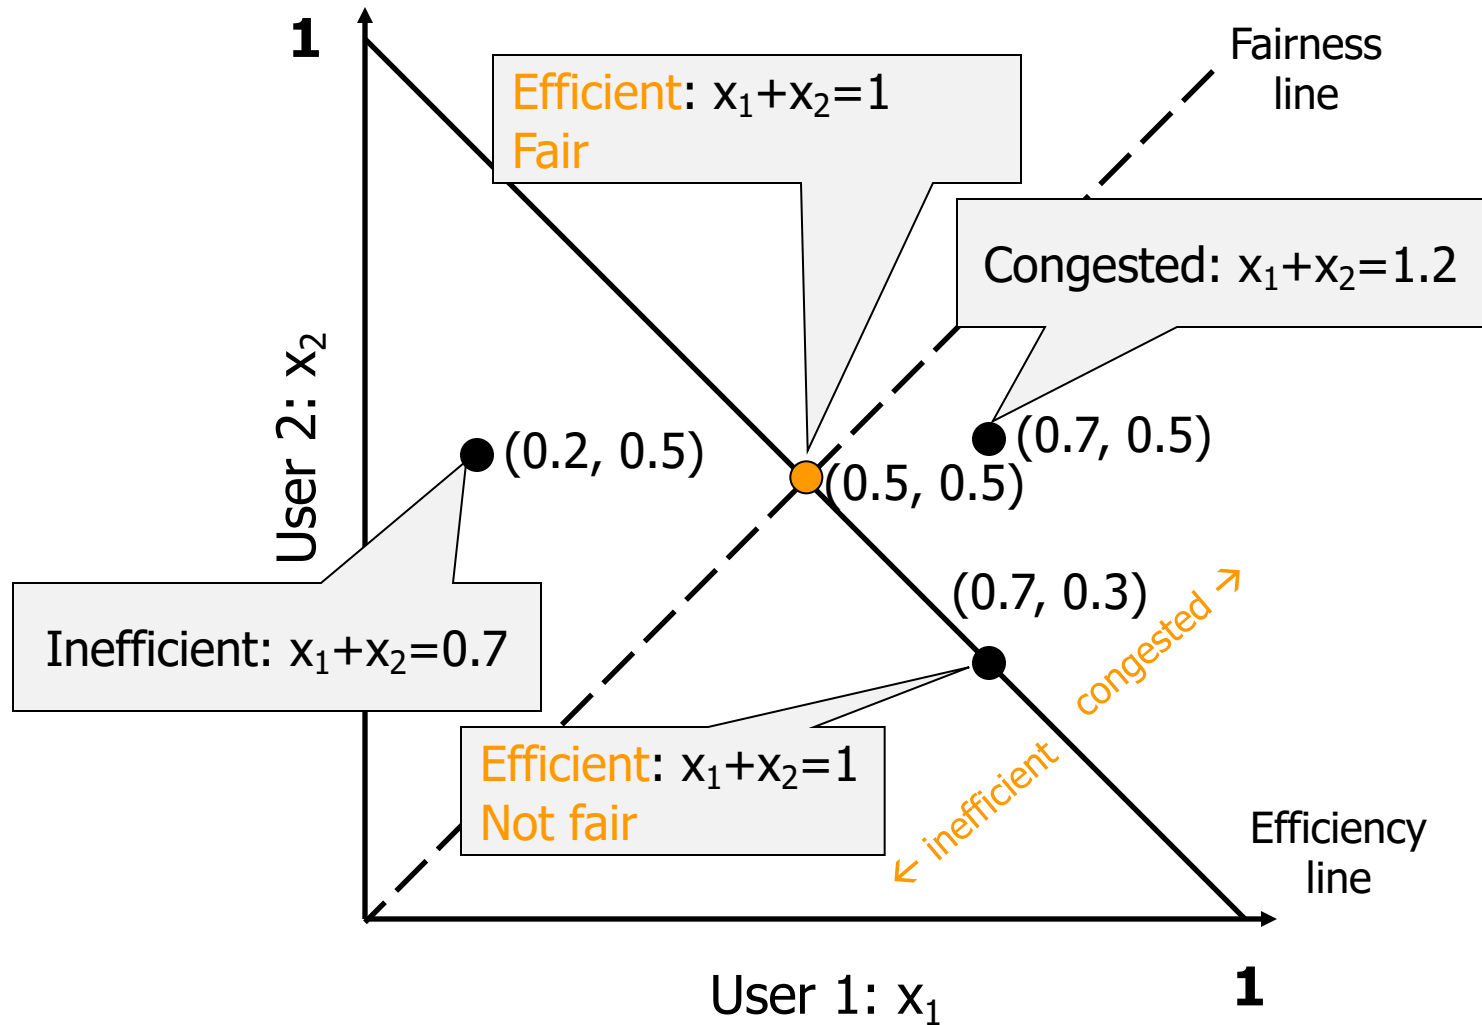 1
Fairness
line
Efficient: x₁+x₂=1
Fair
Congested: x₁+x₂=1.2
User 2: x₂
(0.2, 0.5)
(0.7, 0.5)
(0.5, 0.5)
(0.7, 0.3)
Inefficient: x₁+x₂=0.7
congested →
← inefficient
Efficient: x₁+x₂=1
Not fair
Efficiency
line
User 1: x₁
1